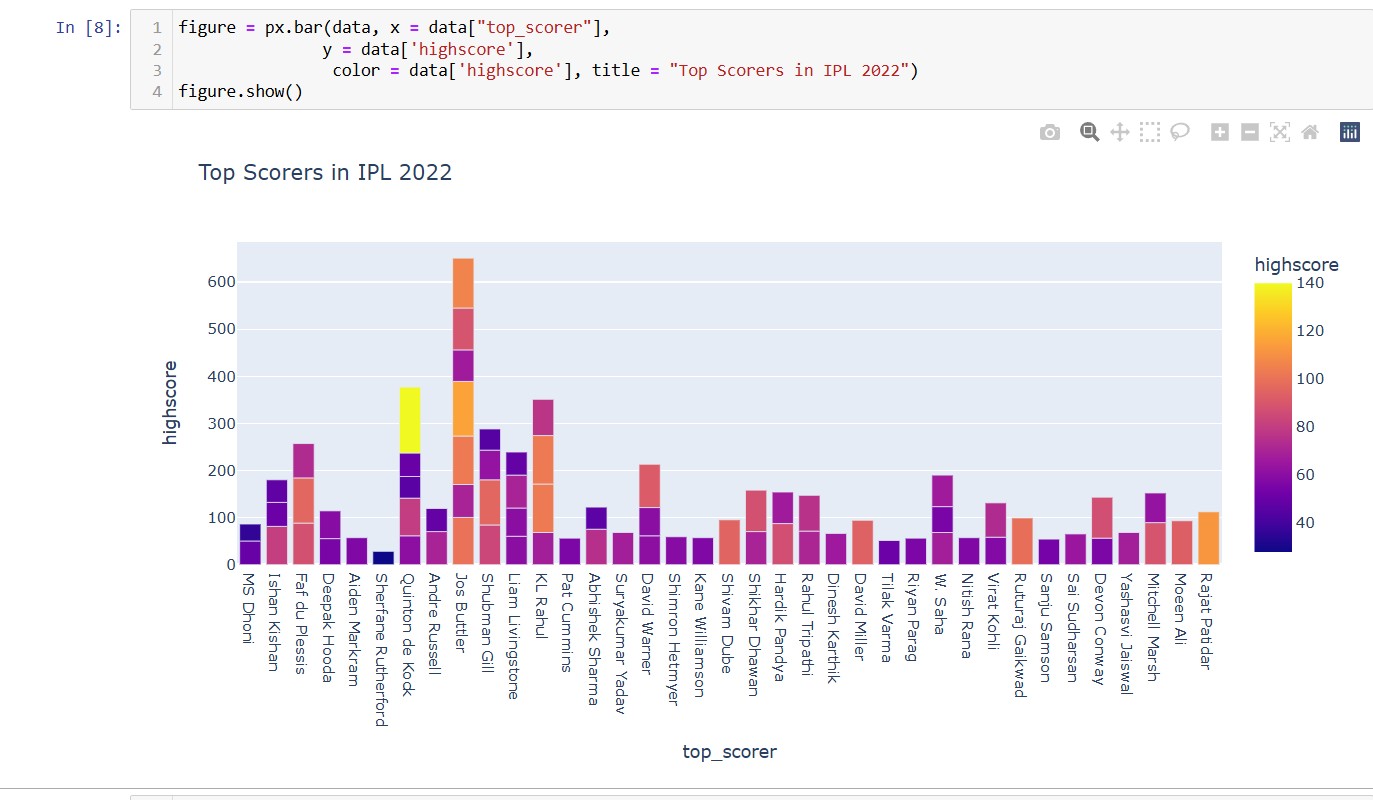 In [8]:
1 figure = px.bar(data, x = data["top_scorer"],
2 y = data['highscore'],
3 color = data['highscore'], title = "Top Scorers in IPL 2022")
4 figure.show()
Top Scorers in IPL 2022
highscore
600
500
400
300
200
100
0
highscore
140
120
100
80
60
40
MS Dhoni
Ishan Kishan
Faf du Plessis
Deepak Hooda
Aiden Markram
Sherfane Rutherford
Quinton de Kock
Andre Russell
Jos Buttler
Shubman Gill
Liam Livingstone
KL Rahul
Pat Cummins
Abhishek Sharma
Suryakumar Yadav
David Warner
Shimron Hetmyer
Kane Williamson
Shivam Dube
Shikhar Dhawan
Hardik Pandya
Rahul Tripathi
Dinesh Karthik
David Miller
Tilak Varma
Riyan Parag
W. Saha
Nitish Rana
Virat Kohli
Ruturaj Gaikwad
Sanju Samson
Sai Sudharsan
Devon Conway
Yashasvi Jaiswal
Mitchell Marsh
Moeen Ali
Rajat Patidar
top_scorer